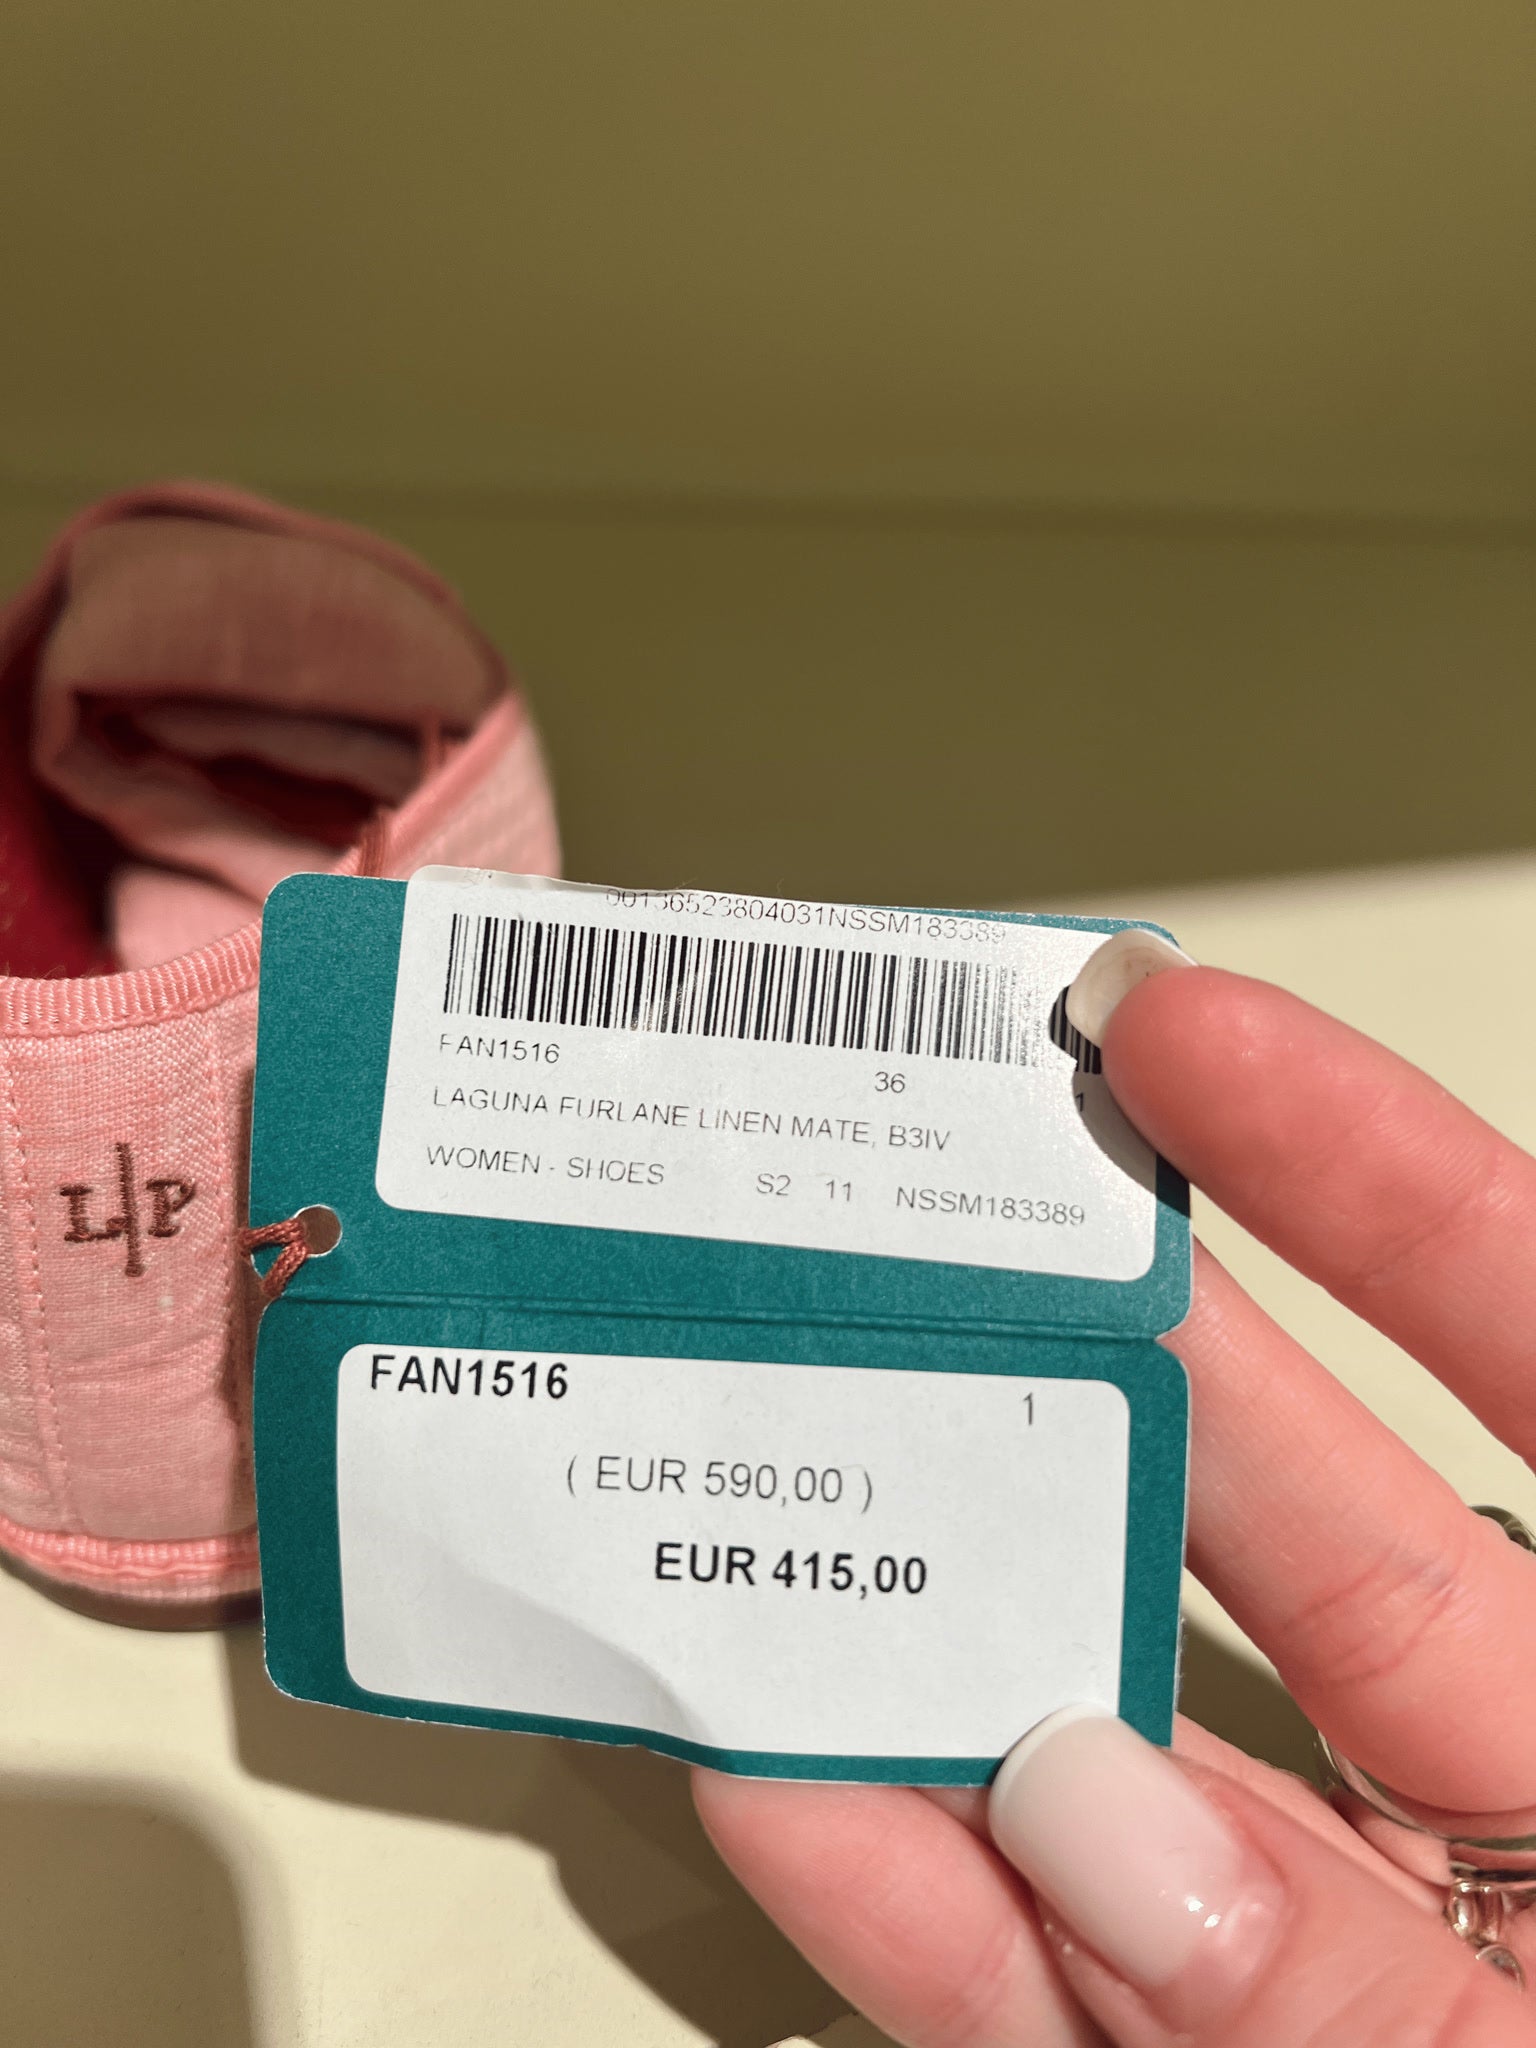 00136523804031NSSM183389
FAN1516
36
1
LAGUNA FURLANE LINEN MATE, B3IV
WOMEN - SHOES S2 11 NSSM183389
L P
FAN1516 1
( EUR 590,00 )
EUR 415,00